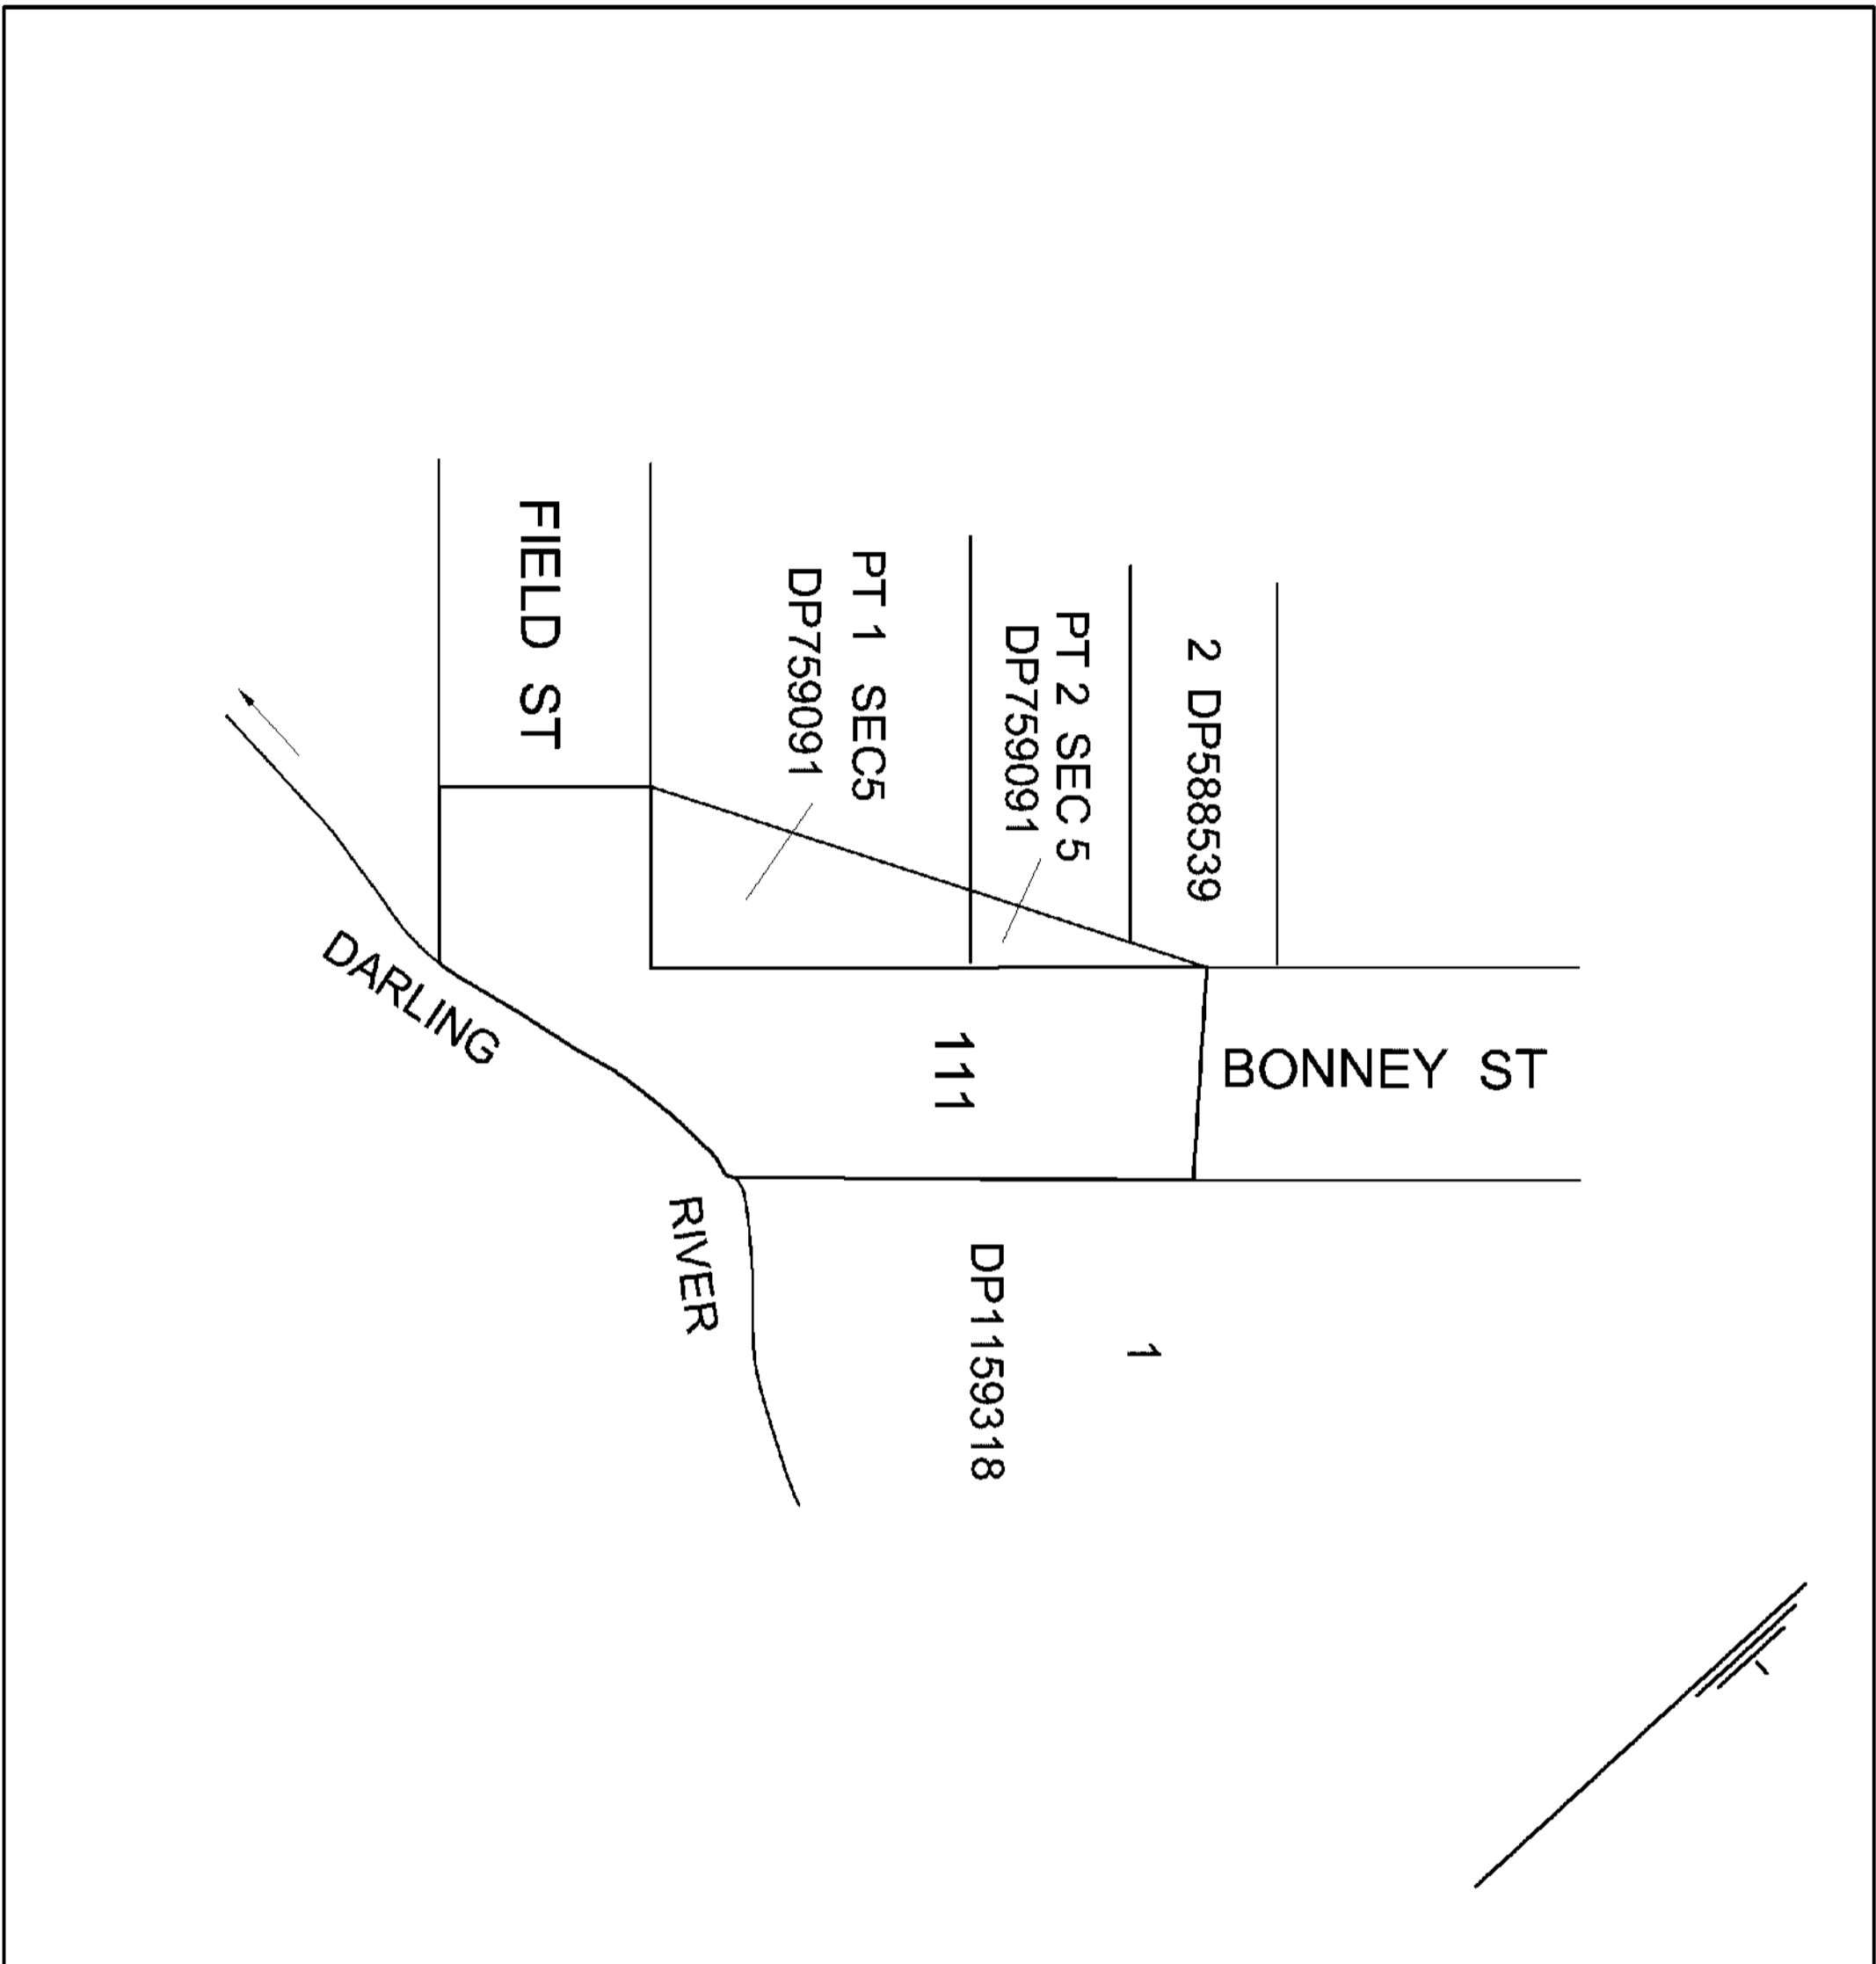 FIELD ST
PT 1 SEC5
DP759091
PT 2 SEC 5
DP759091
2 DP588539
111
BONNEY ST
DARLING
RIVER
1
DP1159318